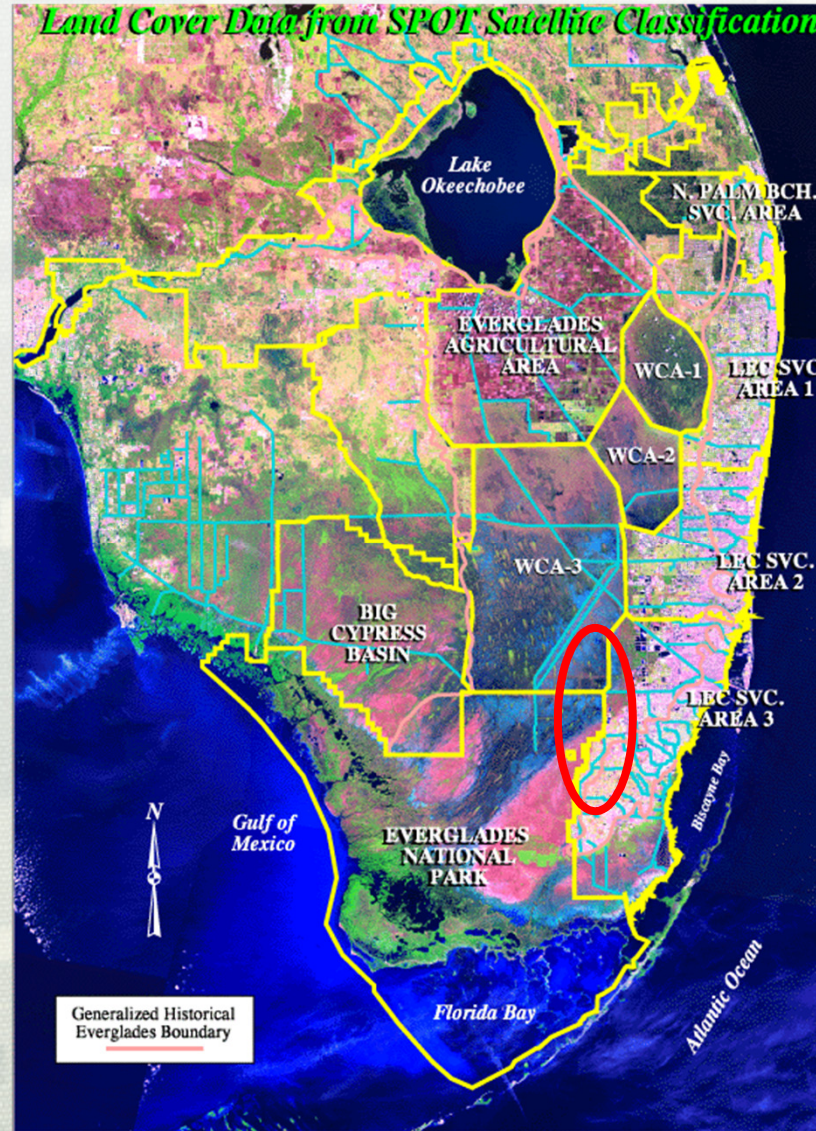 Land Cover Data from SPOT Satellite Classification
Lake
Okeechobee
N. PALM BCH.
SVC. AREA
EVERGLADES
AGRICULTURAL
AREA
WCA-1
LEC SVC
AREA 1
WCA-2
WCA-3
LEC SVC.
AREA 2
BIG
CYPRESS
BASIN
LEC SVC.
AREA 3
Biscayne Bay
N
Gulf of
Mexico
EVERGLADES
NATIONAL
PARK
Atlantic Ocean
Generalized Historical
Everglades Boundary
Florida Bay